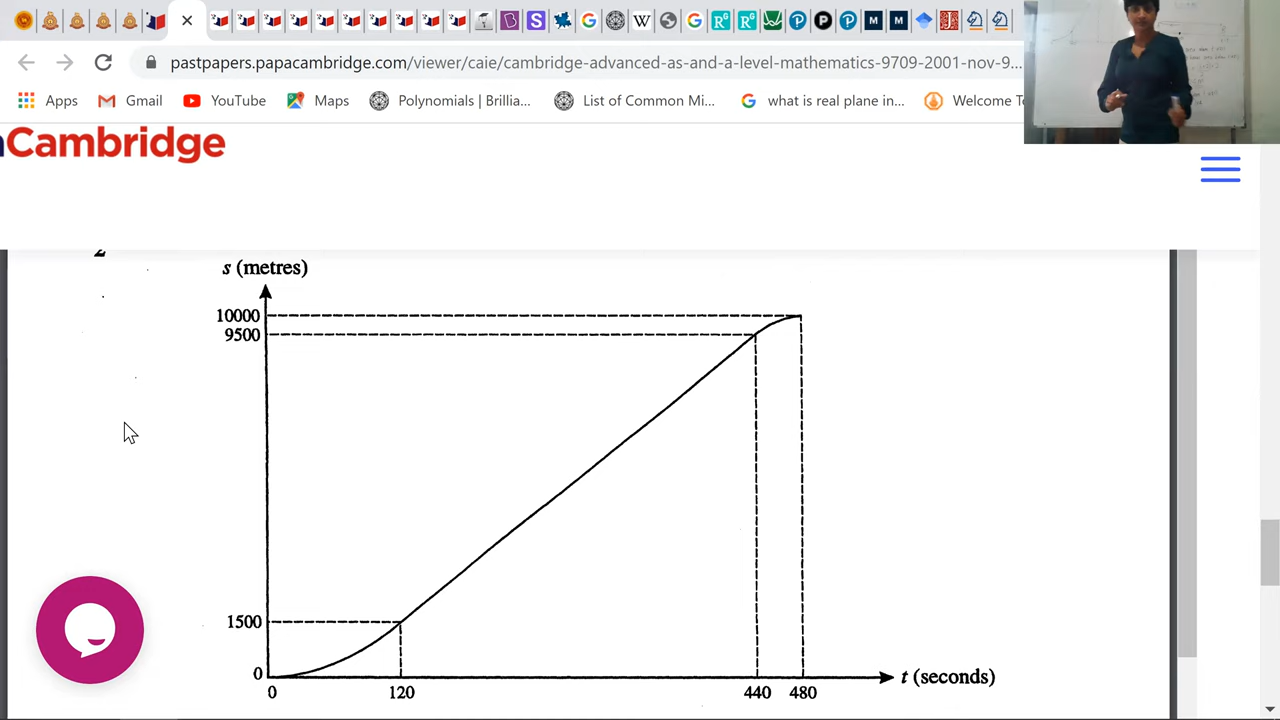 pastpapers.papacambridge.com/viewer/caie/cambridge-advanced-as-and-a-level-mathematics-9709-2001-nov-9...
Apps Gmail YouTube Maps Polynomials | Brillia... List of Common Mi... what is real plane in... Welcome
Cambridge
s (metres)
10000
9500
1500
0
0 120 440 480
t (seconds)